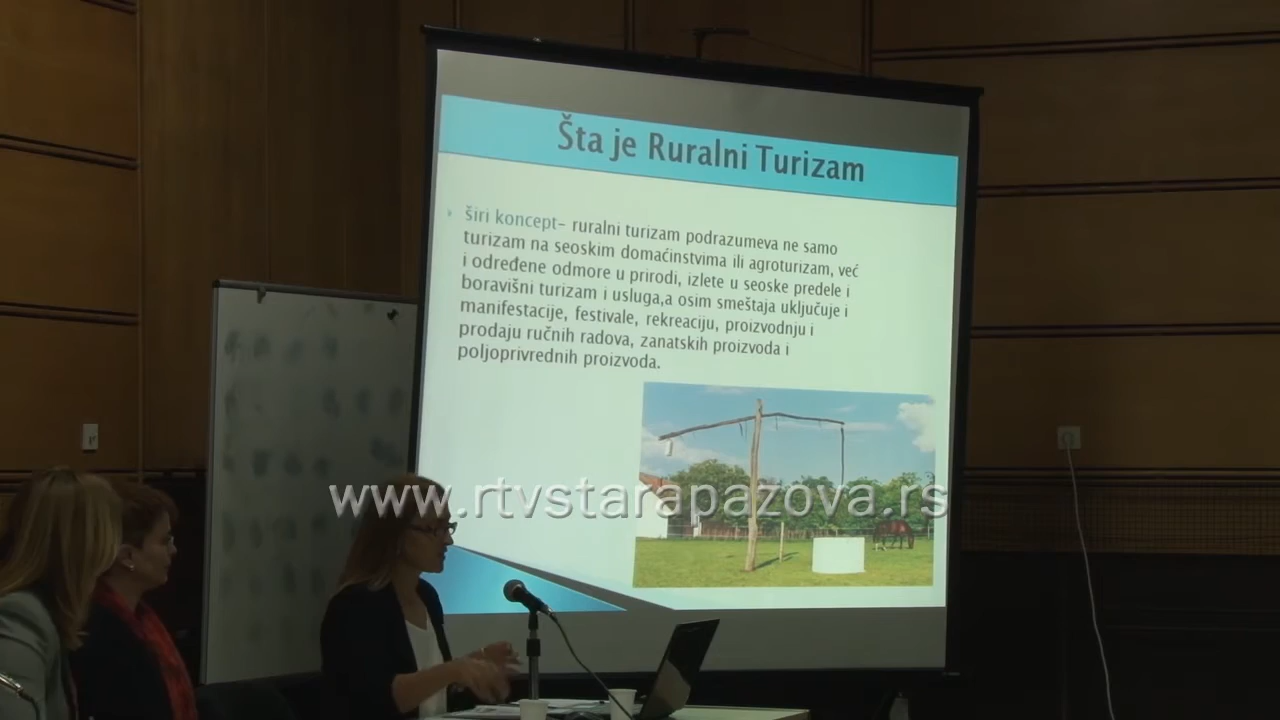 Šta je Ruralni Turizam
širi koncept- ruralni turizam podrazumeva ne samo
turizam na seoskim domaćinstvima ili agroturizam, već
i određene odmore u prirodi, izlete u seoske predele i
boravišni turizam i usluga,a osim smeštaja uključuje i
manifestacije, festivale, rekreaciju, proizvodnju i
prodaju ručnih radova, zanatskih proizvoda i
poljoprivrednih proizvoda.
www.rtvstarapazova.rs